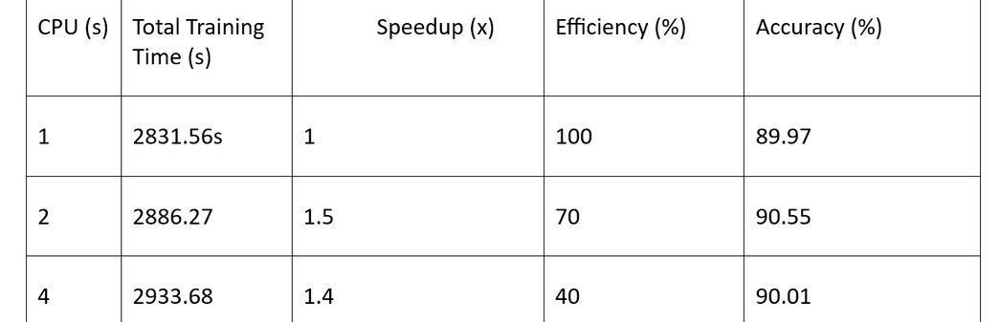 CPU (s) Total Training Time (s) Speedup (x) Efficiency (%) Accuracy (%)
1 2831.56s 1 100 89.97
2 2886.27 1.5 70 90.55
4 2933.68 1.4 40 90.01